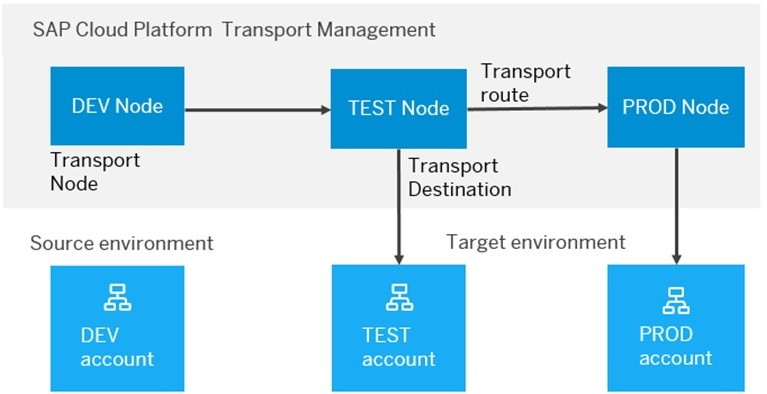 SAP Cloud Platform Transport Management
DEV Node
TEST Node
Transport
route
PROD Node
Transport
Node
Transport
Destination
Source environment
Target environment
DEV
account
TEST
account
PROD
account